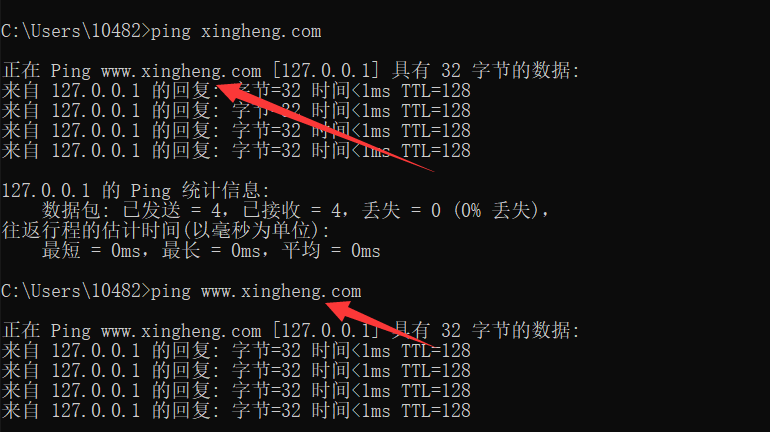 C:\Users\10482>ping xingheng.com
正在 Ping www.xingheng.com [127.0.0.1] 具有 32 字节的数据:
来自 127.0.0.1 的回复: 字节=32 时间<1ms TTL=128
来自 127.0.0.1 的回复: 字节=32 时间<1ms TTL=128
来自 127.0.0.1 的回复: 字节=32 时间<1ms TTL=128
来自 127.0.0.1 的回复: 字节=32 时间<1ms TTL=128
127.0.0.1 的 Ping 统计信息:
数据包: 已发送 = 4，已接收 = 4，丢失 = 0 (0% 丢失)，
往返行程的估计时间(以毫秒为单位):
最短 = 0ms，最长 = 0ms，平均 = 0ms
C:\Users\10482>ping www.xingheng.com
正在 Ping www.xingheng.com [127.0.0.1] 具有 32 字节的数据:
来自 127.0.0.1 的回复: 字节=32 时间<1ms TTL=128
来自 127.0.0.1 的回复: 字节=32 时间<1ms TTL=128
来自 127.0.0.1 的回复: 字节=32 时间<1ms TTL=128
来自 127.0.0.1 的回复: 字节=32 时间<1ms TTL=128